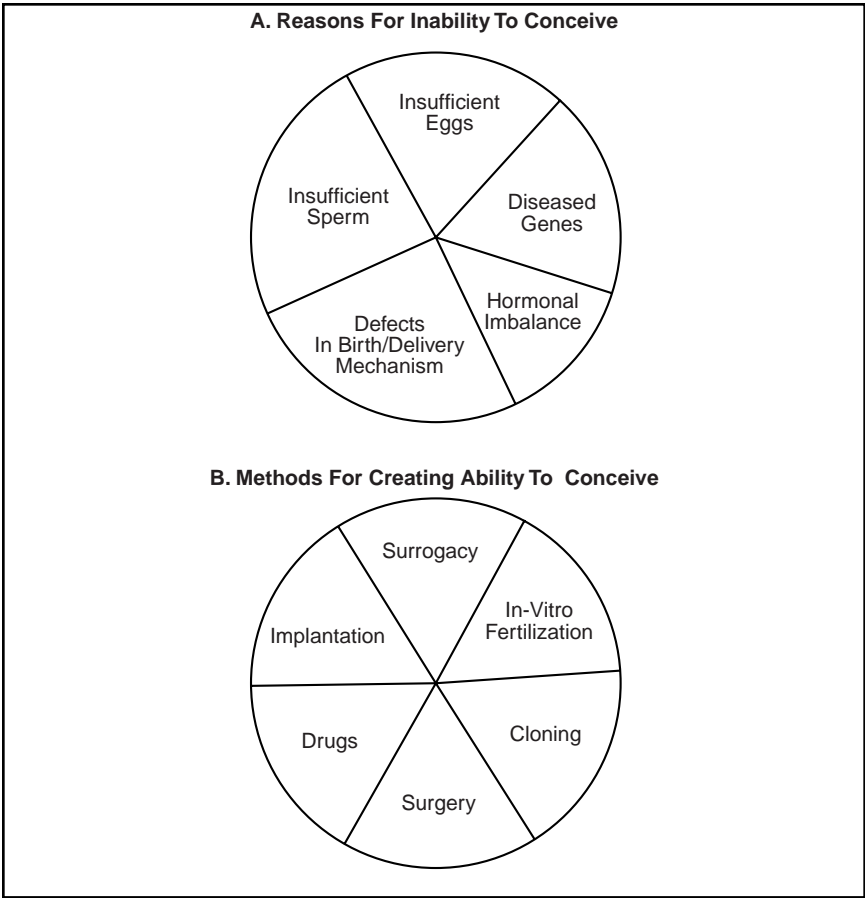 A. Reasons For Inability To Conceive
Insufficient
Eggs
Insufficient
Sperm
Diseased
Genes
Hormonal
Imbalance
Defects
In Birth/Delivery
Mechanism
B. Methods For Creating Ability To Conceive
Surrogacy
In-Vitro
Fertilization
Implantation
Drugs
Cloning
Surgery